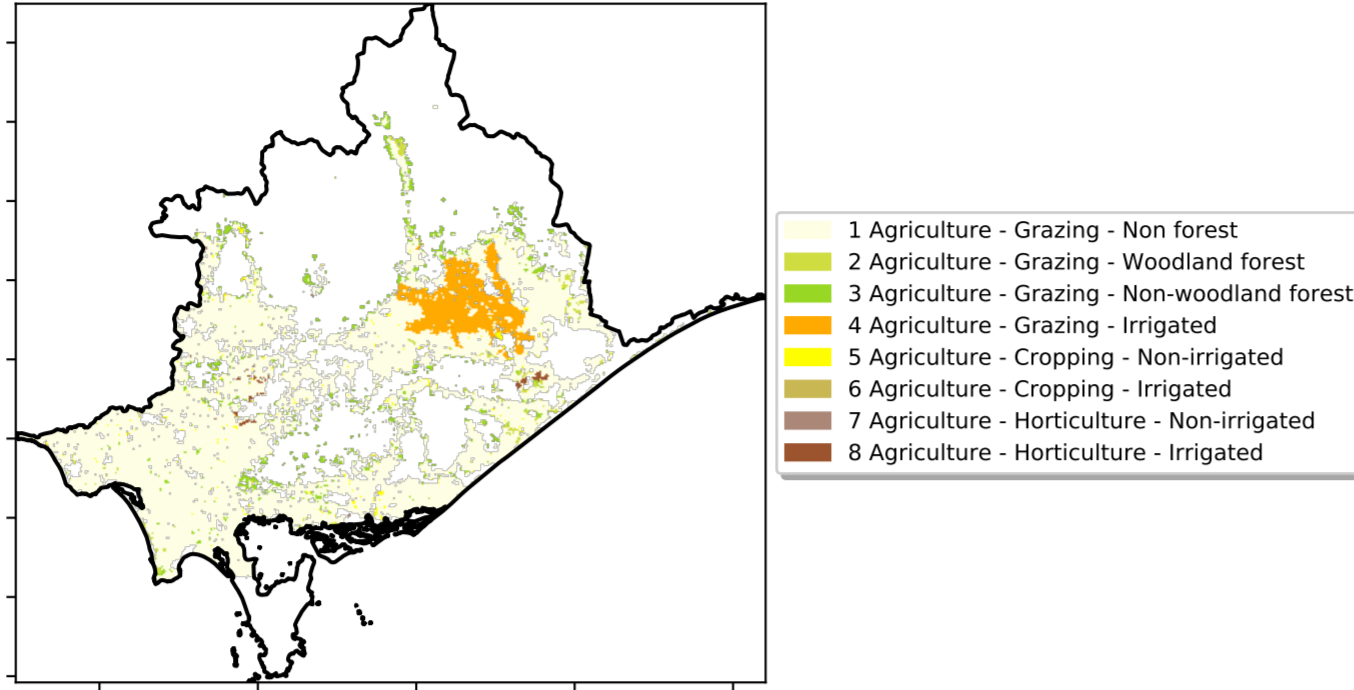 1 Agriculture - Grazing - Non forest
2 Agriculture - Grazing - Woodland forest
3 Agriculture - Grazing - Non-woodland forest
4 Agriculture - Grazing - Irrigated
5 Agriculture - Cropping - Non-irrigated
6 Agriculture - Cropping - Irrigated
7 Agriculture - Horticulture - Non-irrigated
8 Agriculture - Horticulture - Irrigated